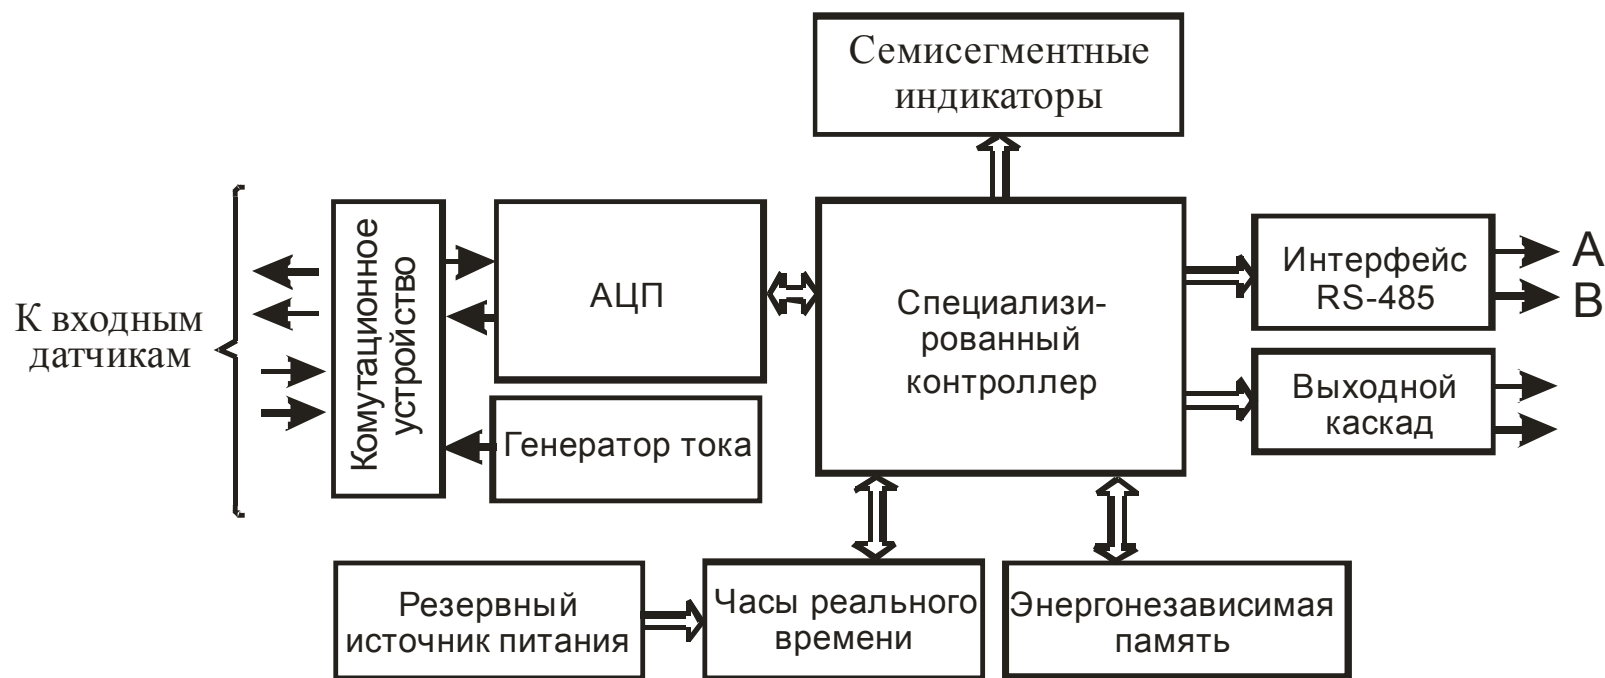 Семисегментные
индикаторы
К входным
датчикам
Комутационное
устройство
АЦП
Генератор тока
Специализи-
рованный
контроллер
Интерфейс
RS-485
A
B
Выходной
каскад
Резервный
источник питания
Часы реального
времени
Энергонезависимая
память